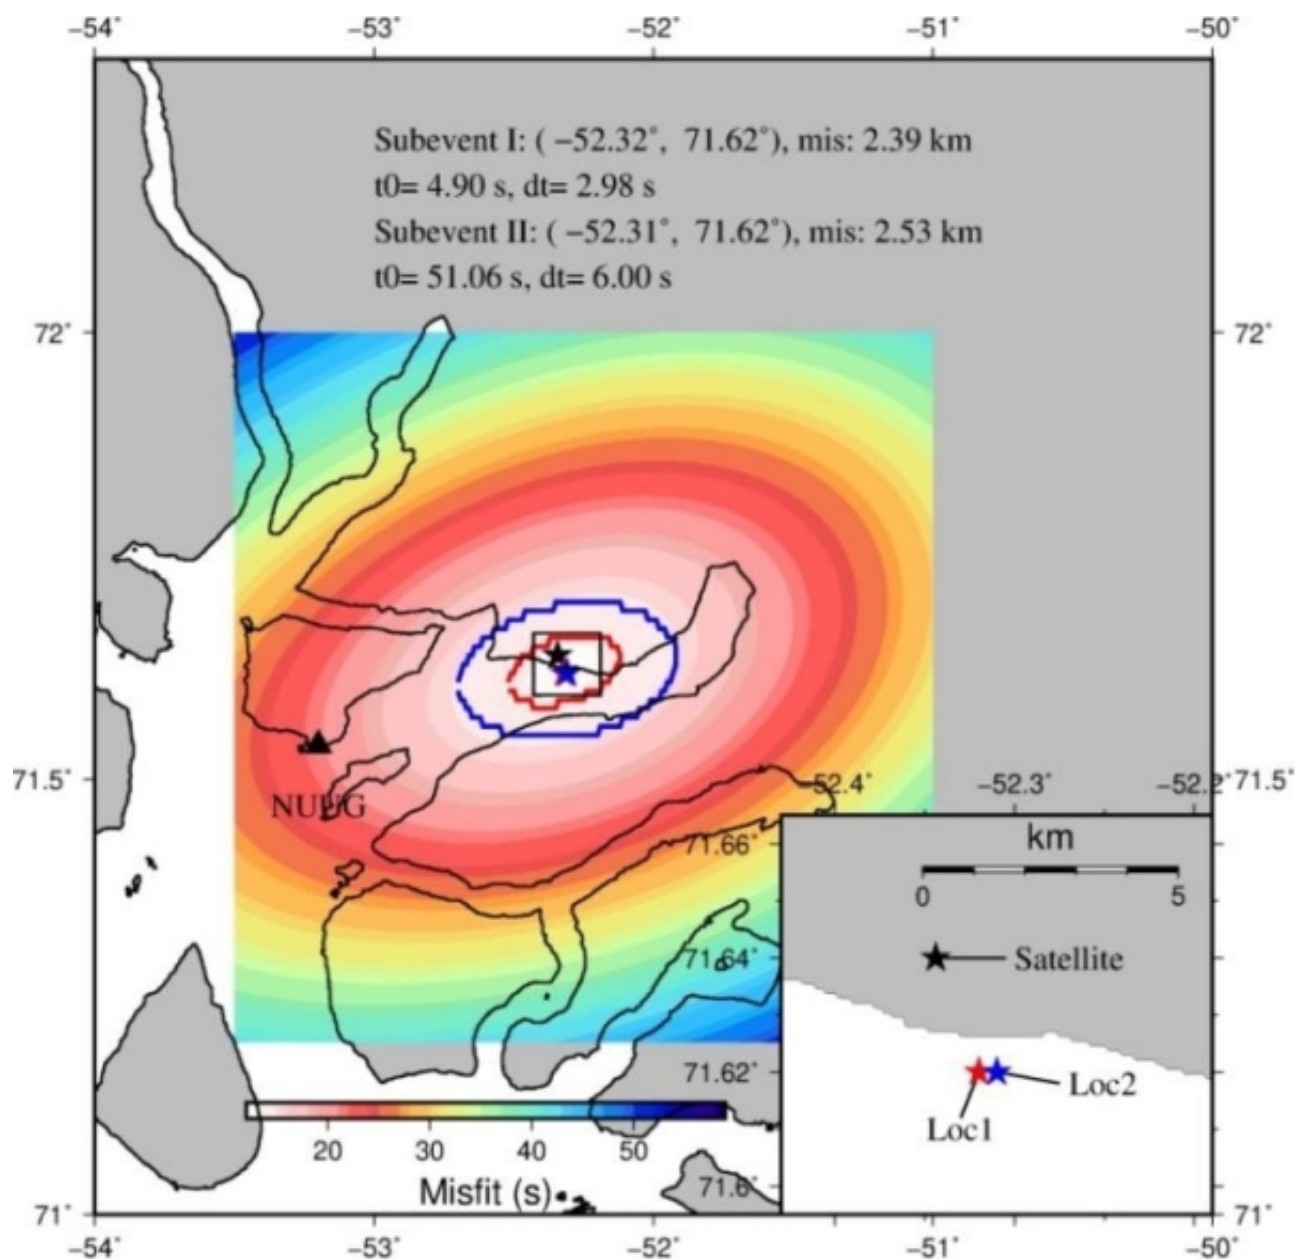 -54° -53° -52° -51° -50°
Subevent I: ( -52.32°, 71.62°), mis: 2.39 km
t0= 4.90 s, dt= 2.98 s
Subevent II: ( -52.31°, 71.62°), mis: 2.53 km
t0= 51.06 s, dt= 6.00 s
72° 72°
71.5° -52.4° -52.3° -52.2° 71.5°
NUUG
km
71.66°
0 5
71.64° Satellite
71.62° Loc2
Loc1
20 30 40 50
Misfit (s)
71.6°
71° 71°
-54° -53° -52° -51° -50°